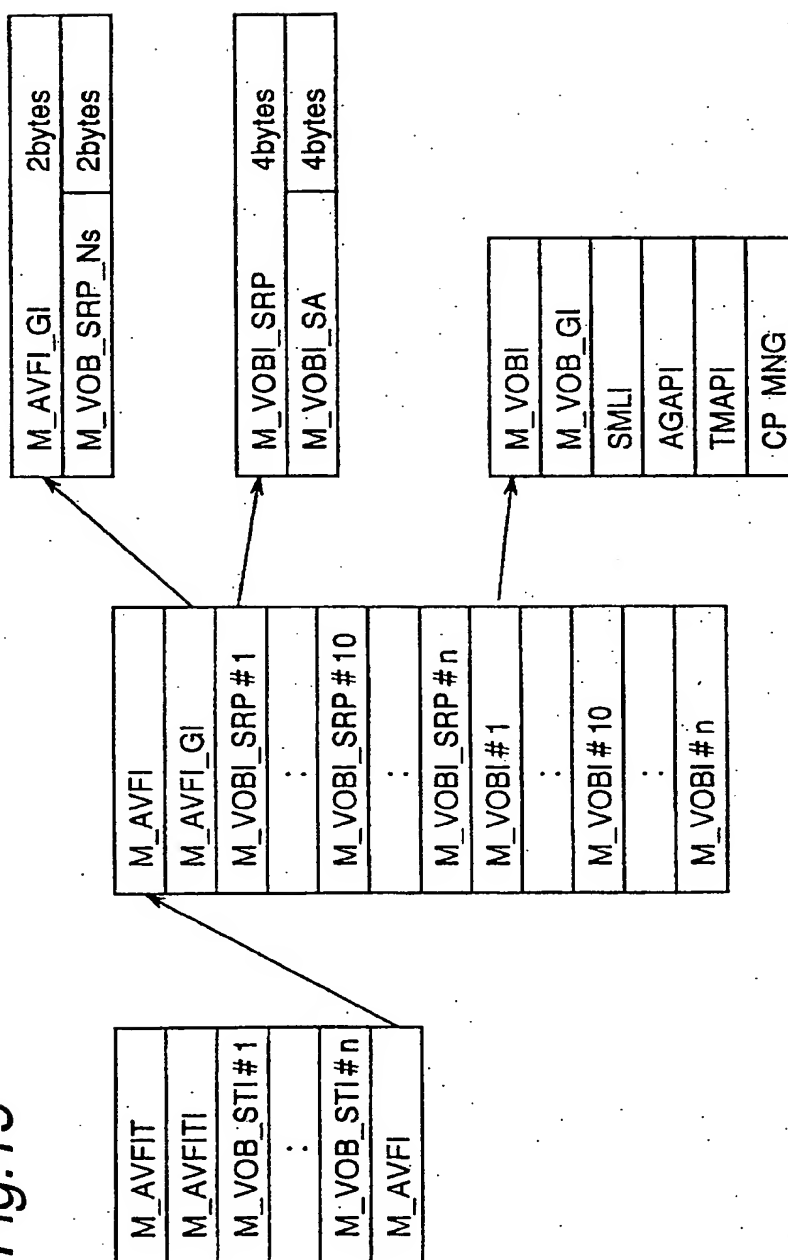 M_AVFIT
M_AVFITI
M_VOB_STI#1
:
M_VOB_STI#n
M_AVFI
M_AVFI
M_AVFI_GI
M_VOBI_SRP#1
:
M_VOBI_SRP#10
:
M_VOBI_SRP#n
M_VOBI#1
:
M_VOBI#10
:
M_VOBI#n
M_AVFI_GI 2bytes
M_VOB_SRP_Ns 2bytes
M_VOBI_SRP 4bytes
M_VOBI_SA 4bytes
M_VOBI
M_VOB_GI
SMLI
AGAPI
TMAPI
CP_MNG